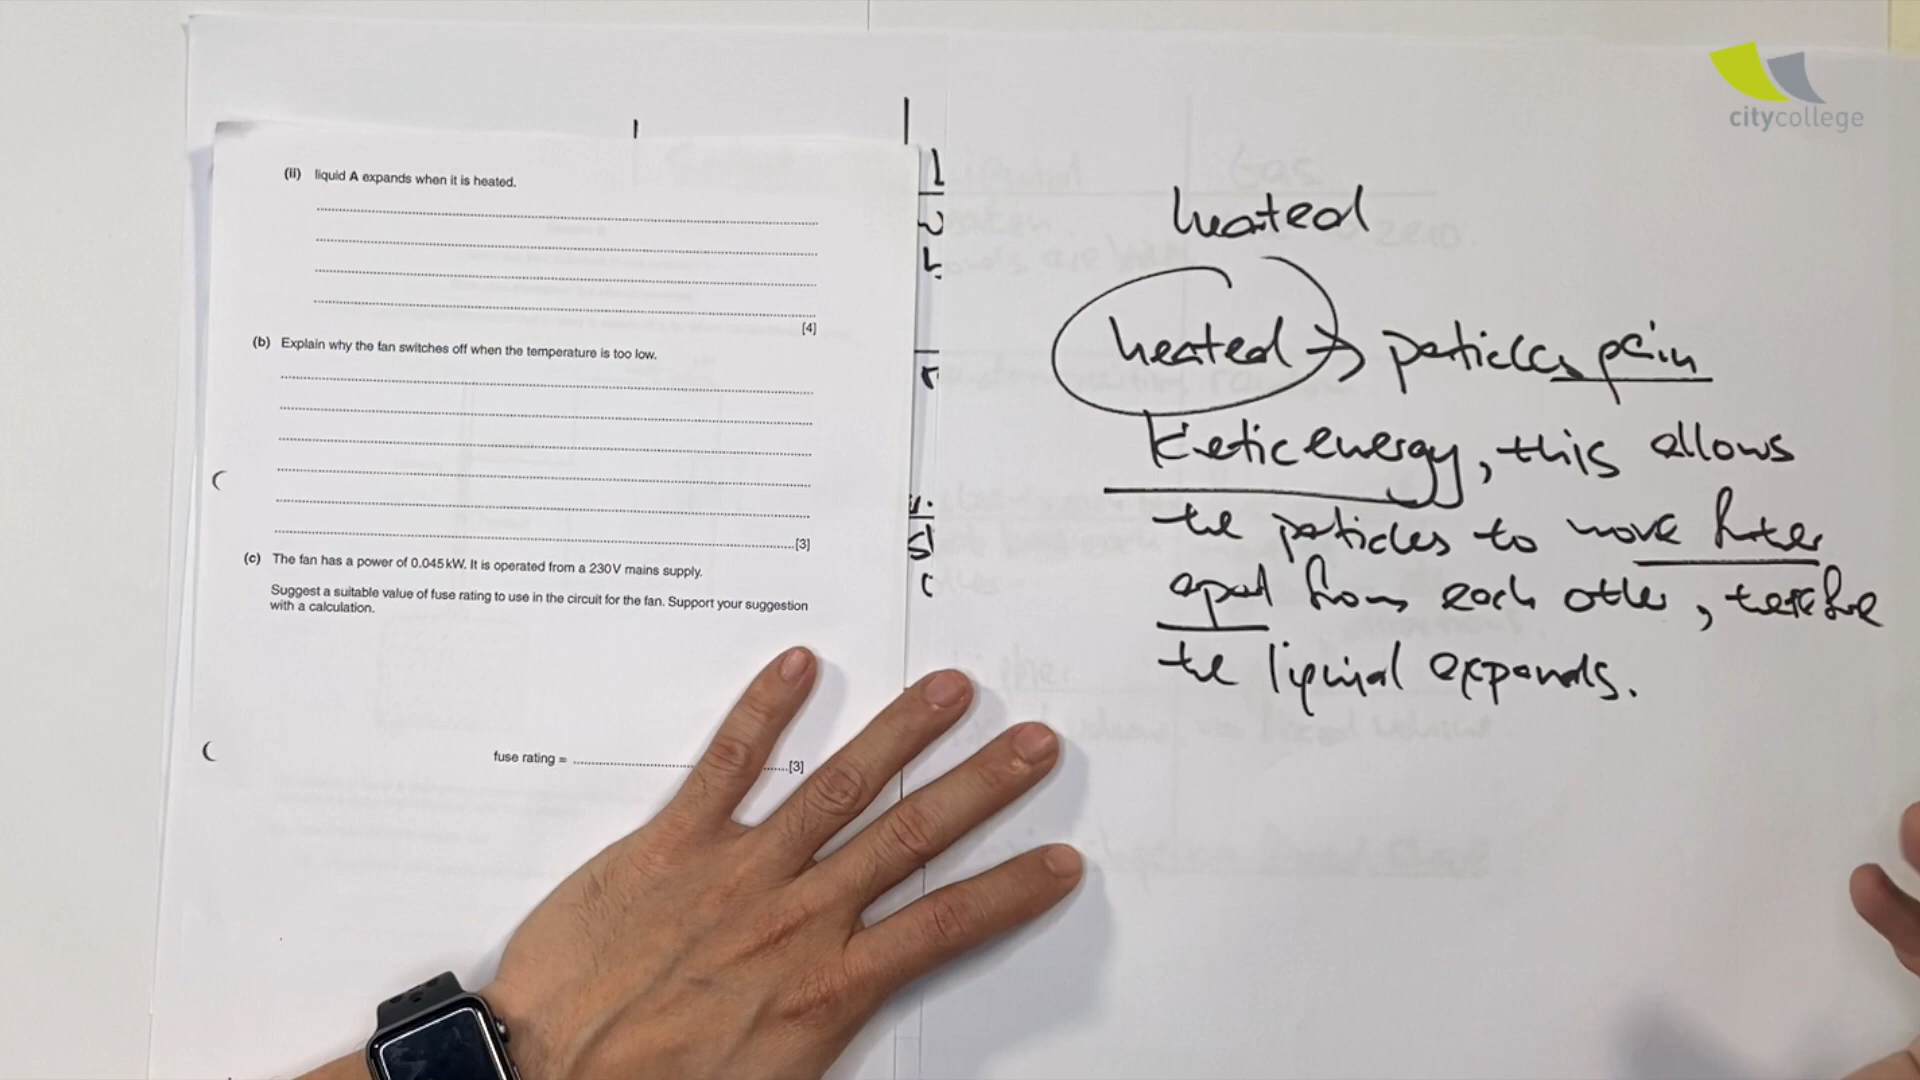 citycollege
(ii) liquid A expands when it is heated.
[4]
(b) Explain why the fan switches off when the temperature is too low.
[3]
(c) The fan has a power of 0.045 kW. It is operated from a 230 V mains supply.
Suggest a suitable value of fuse rating to use in the circuit for the fan. Support your suggestion
with a calculation.
fuse rating = [3]
heated
heated → particles gain
kietic energy, this allows
the particles to move futer
apart from each other, therefore
the liquid expands.